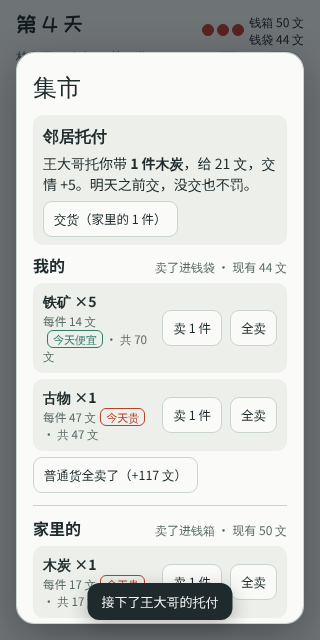 第 4 天
钱箱 50 文
钱袋 44 文
集市
邻居托付
王大哥托你带 1 件木炭，给 21 文，交
情 +5。明天之前交，没交也不罚。
交货（家里的 1 件）
我的
卖了进钱袋 · 现有 44 文
铁矿 ×5
每件 14 文
今天便宜 · 共 70
文
卖 1 件
全卖
古物 ×1
每件 47 文 今天贵
· 共 47 文
卖 1 件
全卖
普通货全卖了（+117 文）
家里的
卖了进钱箱 · 现有 50 文
木炭 ×1
每件 17 文 今天贵
· 共 17
卖 1 件
全卖
接下了王大哥的托付